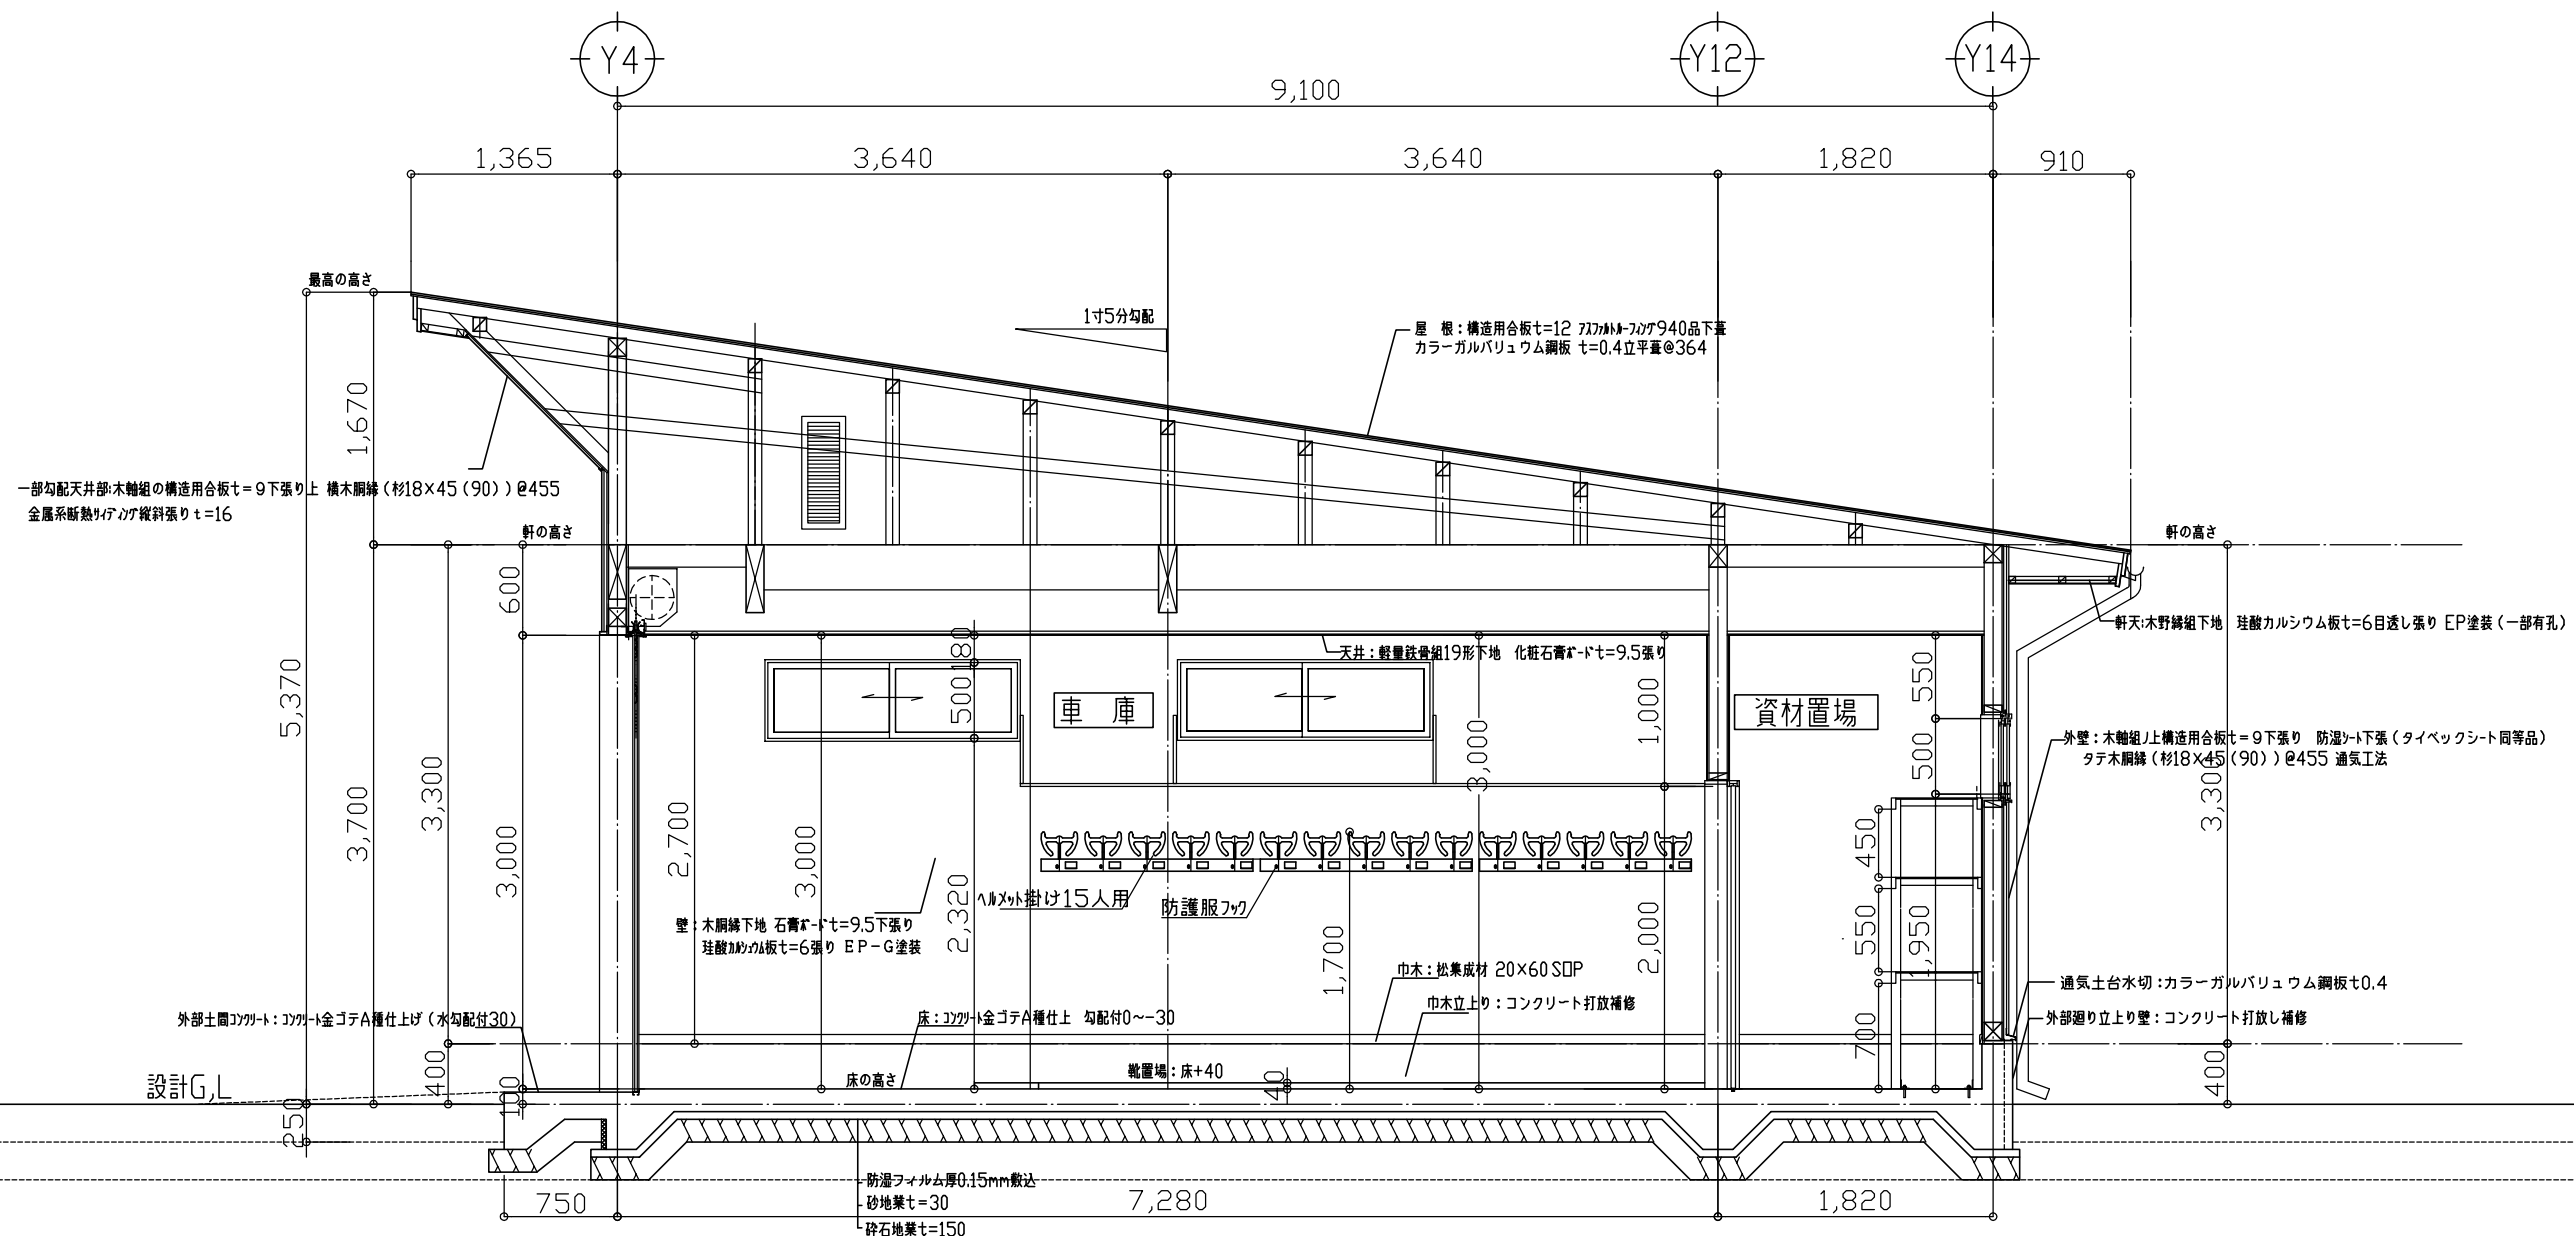 Y4
Y12
Y14
9,100
1,365
3,640
3,640
1,820
910
最高の高さ
1寸5分勾配
屋　根：構造用合板t=12 アスファルトルーフィング940品下葺
カラーガルバリュウム鋼板 t=0.4立平葺@364
1,670
一部勾配天井部:木軸組の構造用合板t＝9下張り上 横木胴縁（杉18×45（90））@455
金属系断熱サイディング縦斜張りt＝16
軒の高さ
軒の高さ
600
軒天:木野縁組下地　珪酸カルシウム板t=6目透し張り EP塗装（一部有孔）
180
天井：軽量鉄骨組19形下地　化粧石膏ボードt=9.5張り
5,370
500
車　庫
1,000
資材置場
550
3,000
外壁：木軸組ノ上構造用合板t＝9下張り　防湿シート下張（タイベックシート同等品）
タテ木胴縁（杉18×45（90））@455 通気工法
500
3,300
3,300
3,700
2,700
3,000
3,000
450
ヘルメット掛け15人用
防護服フック
2,320
壁：木胴縁下地 石膏ボードt=9.5下張り
珪酸カルシュウム板t=6張り EP－G塗装
1,700
2,000
550
1,950
巾木：松集成材 20×60 SOP
巾木立上り：コンクリート打放補修
通気土台水切：カラーガルバリュウム鋼板t0.4
外部土間コンクリート：コンクリート金ゴテA種仕上げ（水勾配付30）
床：コンクリート金ゴテA種仕上　勾配付0～-30
外部廻り立上り壁：コンクリート打放し補修
700
400
400
設計G,L
床の高さ
靴置場：床+40
40
100
250
防湿フィルム厚0.15mm敷込
砂地業t＝30
砕石地業t=150
750
7,280
1,820